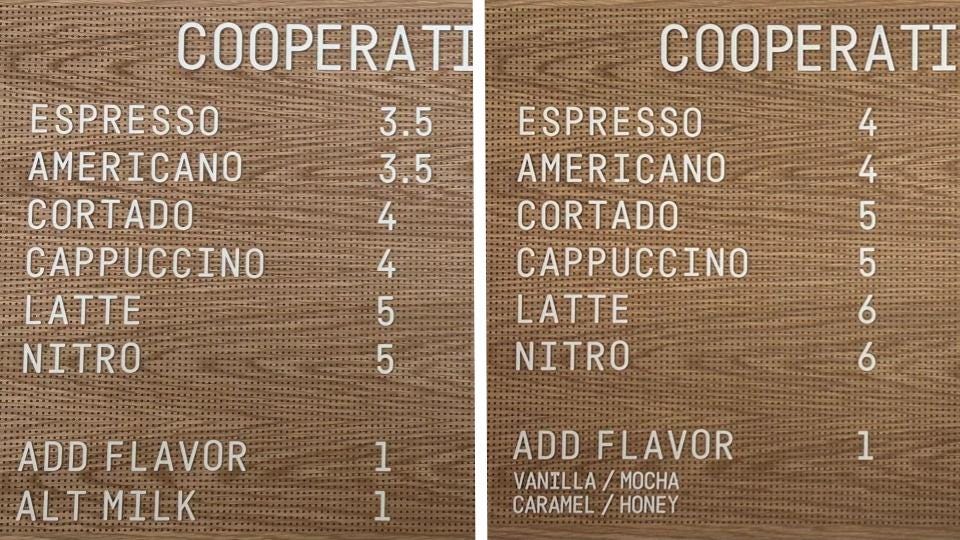 COOPERATI
ESPRESSO 3.5
AMERICANO 3.5
CORTADO 4
CAPPUCCINO 4
LATTE 5
NITRO 5
ADD FLAVOR 1
ALT MILK 1
COOPERATI
ESPRESSO 4
AMERICANO 4
CORTADO 5
CAPPUCCINO 5
LATTE 6
NITRO 6
ADD FLAVOR 1
VANILLA / MOCHA
CARAMEL / HONEY